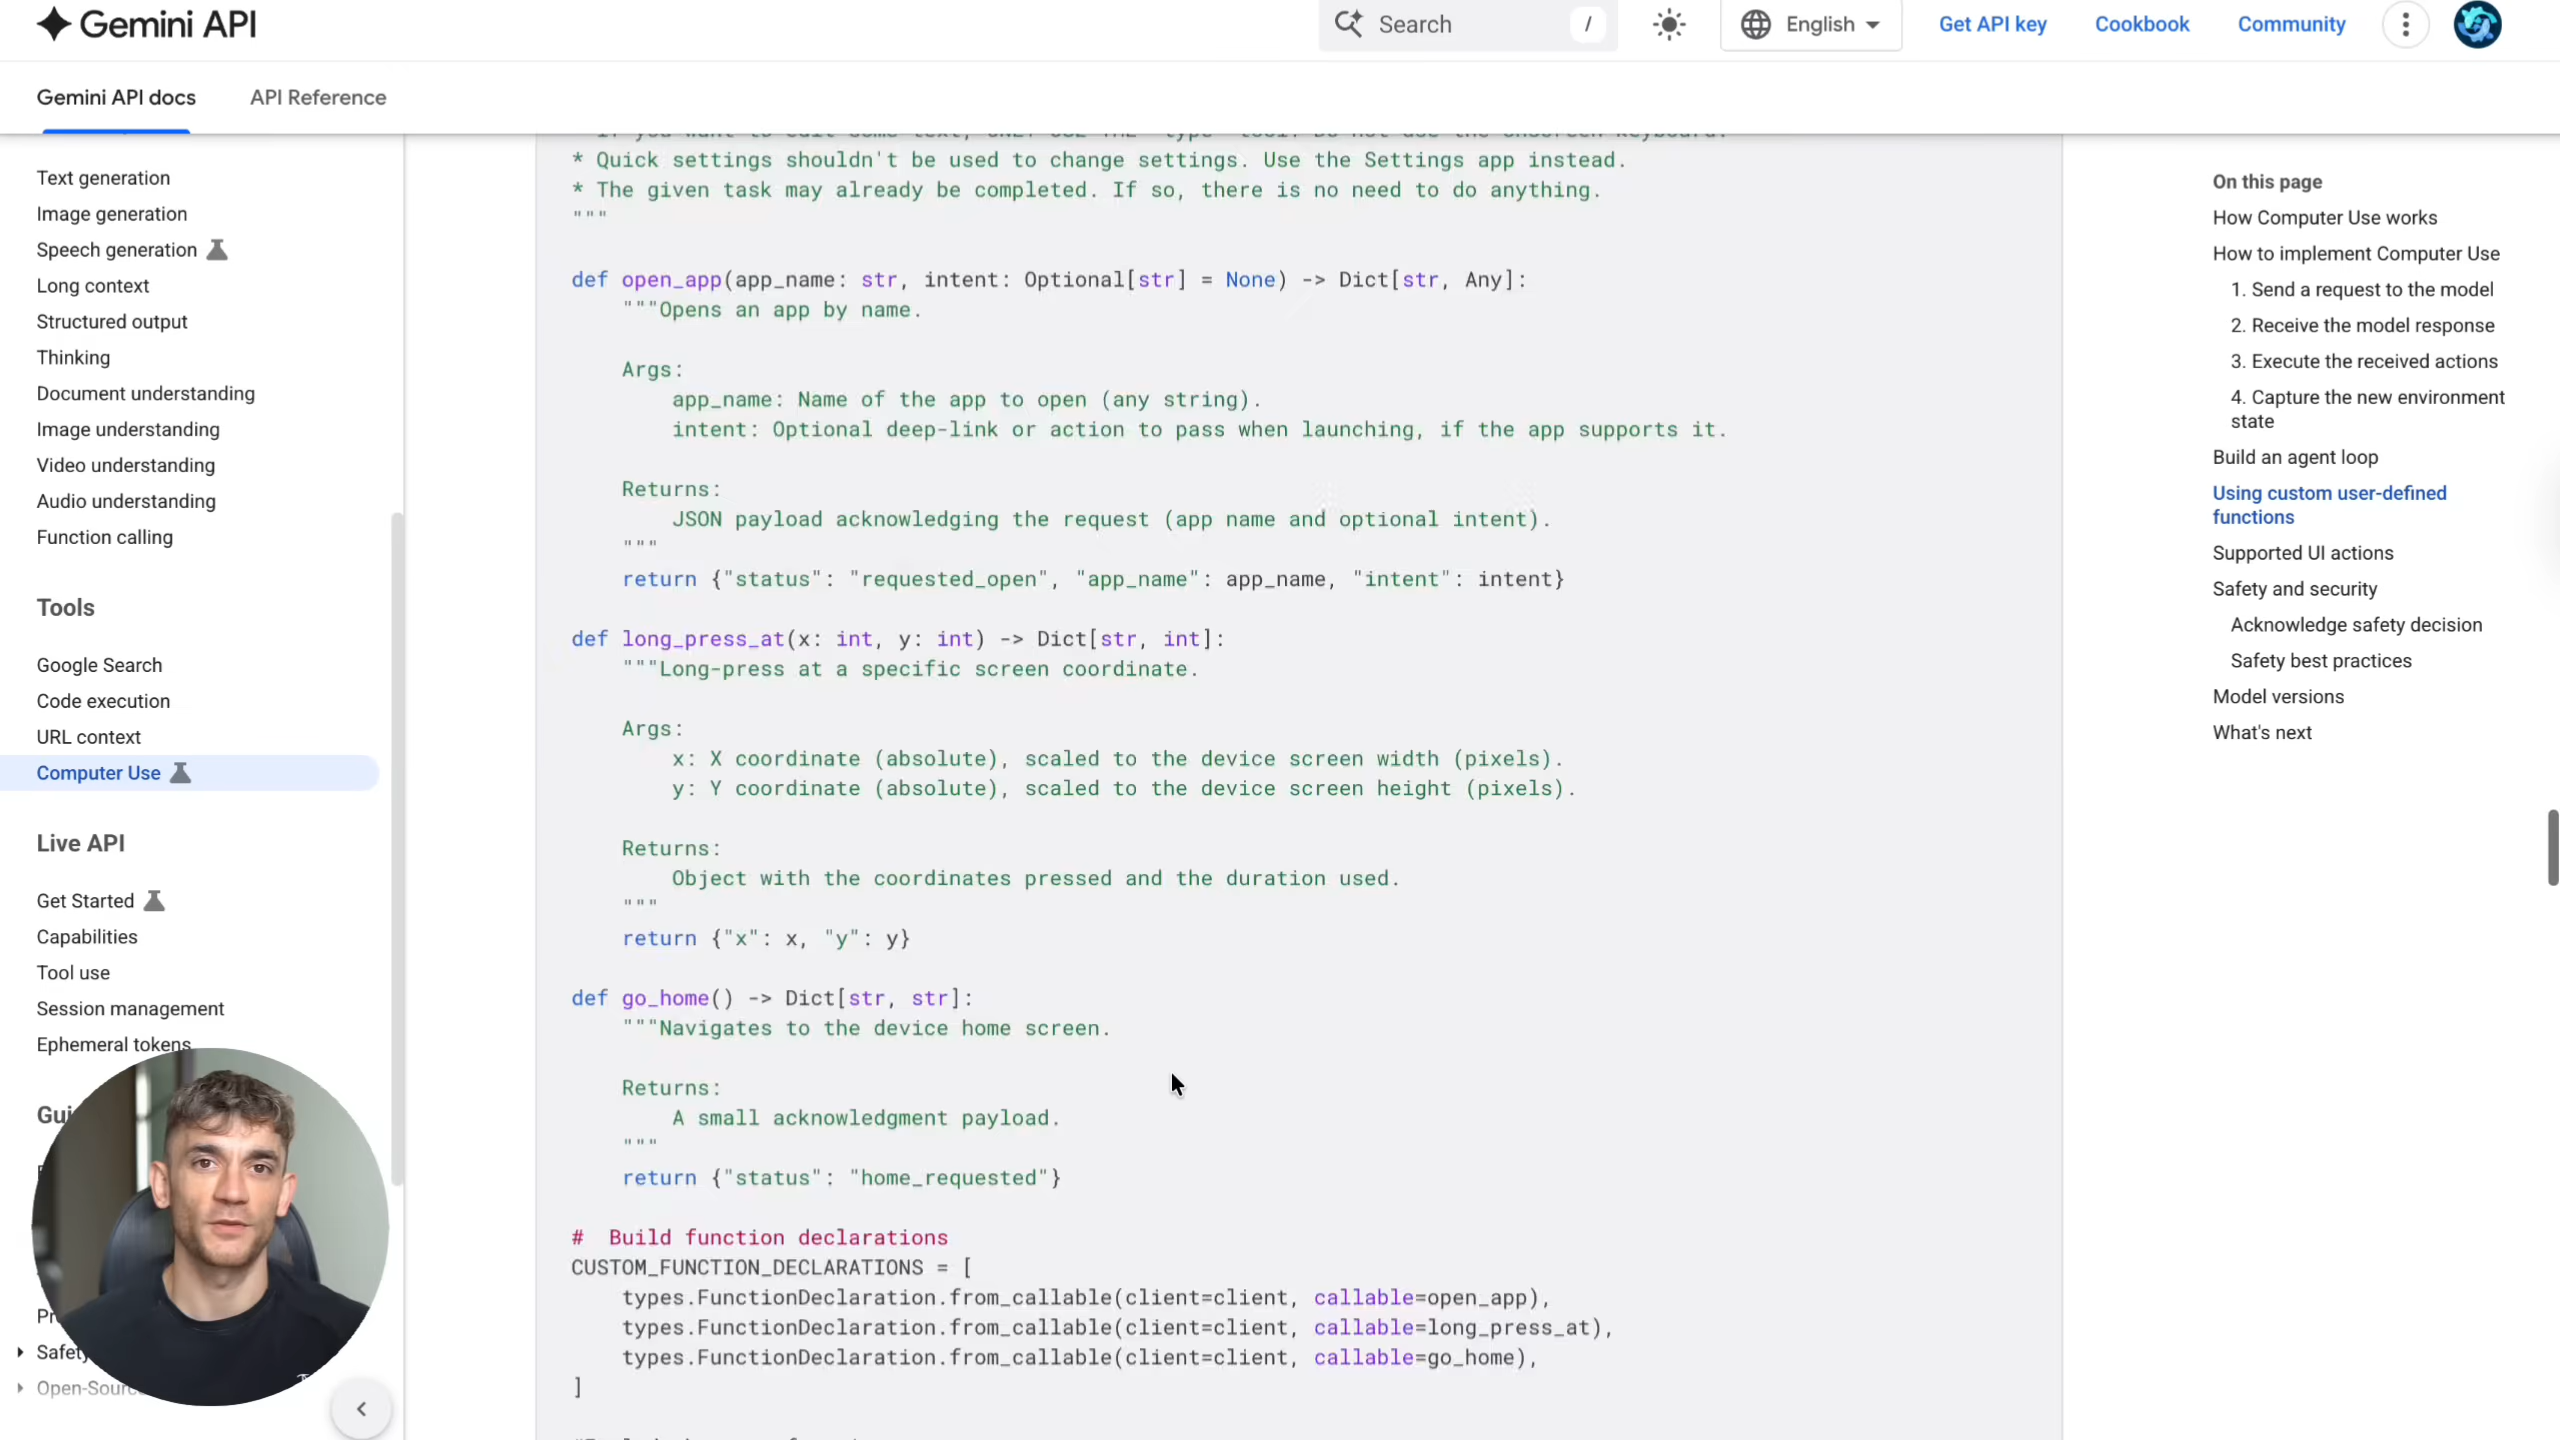 Gemini API
Search
/
English
Get API key
Cookbook
Community
Gemini API docs
API Reference
Text generation
Image generation
Speech generation
Long context
Structured output
Thinking
Document understanding
Image understanding
Video understanding
Audio understanding
Function calling
Tools
Google Search
Code execution
URL context
Computer Use
Live API
Get Started
Capabilities
Tool use
Session management
Ephemeral tokens
Gui
Pr
Safety
Open-Source
* Quick settings shouldn't be used to change settings. Use the Settings app instead.
* The given task may already be completed. If so, there is no need to do anything.
"""
def open_app(app_name: str, intent: Optional[str] = None) -> Dict[str, Any]:
"""Opens an app by name.
Args:
app_name: Name of the app to open (any string).
intent: Optional deep-link or action to pass when launching, if the app supports it.
Returns:
JSON payload acknowledging the request (app name and optional intent).
"""
return {"status": "requested_open", "app_name": app_name, "intent": intent}
def long_press_at(x: int, y: int) -> Dict[str, int]:
"""Long-press at a specific screen coordinate.
Args:
x: X coordinate (absolute), scaled to the device screen width (pixels).
y: Y coordinate (absolute), scaled to the device screen height (pixels).
Returns:
Object with the coordinates pressed and the duration used.
"""
return {"x": x, "y": y}
def go_home() -> Dict[str, str]:
"""Navigates to the device home screen.
Returns:
A small acknowledgment payload.
"""
return {"status": "home_requested"}
#  Build function declarations
CUSTOM_FUNCTION_DECLARATIONS = [
types.FunctionDeclaration.from_callable(client=client, callable=open_app),
types.FunctionDeclaration.from_callable(client=client, callable=long_press_at),
types.FunctionDeclaration.from_callable(client=client, callable=go_home),
]
On this page
How Computer Use works
How to implement Computer Use
1. Send a request to the model
2. Receive the model response
3. Execute the received actions
4. Capture the new environment
state
Build an agent loop
Using custom user-defined
functions
Supported UI actions
Safety and security
Acknowledge safety decision
Safety best practices
Model versions
What's next